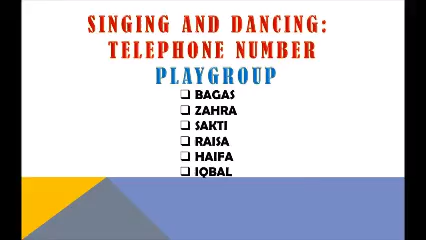 SINGING AND DANCING:
TELEPHONE NUMBER
PLAYGROUP
❑ BAGAS
❑ ZAHRA
❑ SAKTI
❑ RAISA
❑ HAIFA
❑ IQBAL